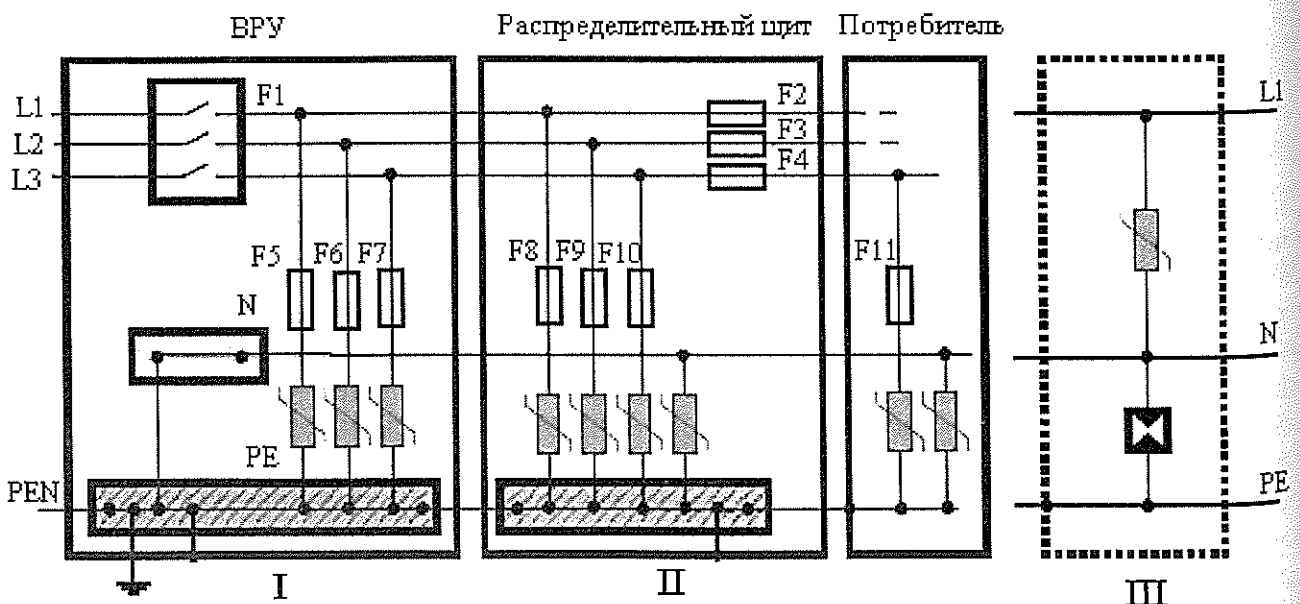 ВРУ
Распределительный щит
Потребитель
L1
L2
L3
F1
F2
F3
F4
L1
F5
F6
F7
F8
F9
F10
F11
N
N
PE
PEN
PE
I
II
III